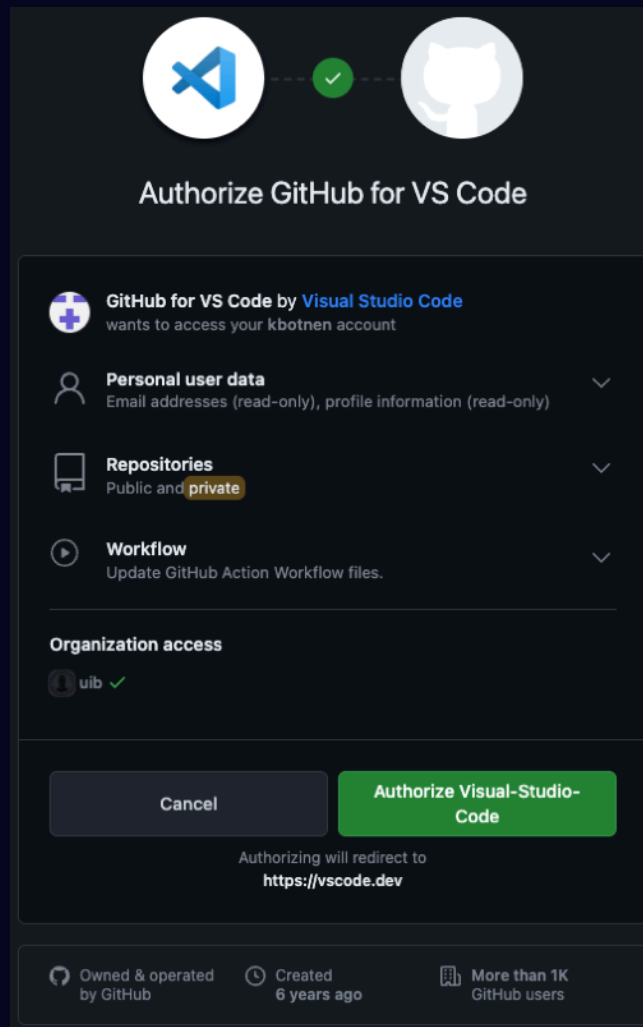 Authorize GitHub for VS Code
GitHub for VS Code by Visual Studio Code
wants to access your kbotnen account
Personal user data
Email addresses (read-only), profile information (read-only)
Repositories
Public and private
Workflow
Update GitHub Action Workflow files.
Organization access
uib
Cancel
Authorize Visual-Studio-
Code
Authorizing will redirect to
https://vscode.dev
Owned & operated
by GitHub
Created
6 years ago
More than 1K
GitHub users